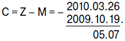 C = Z – M = – 2010.03.26
2009.10.19.
05.07